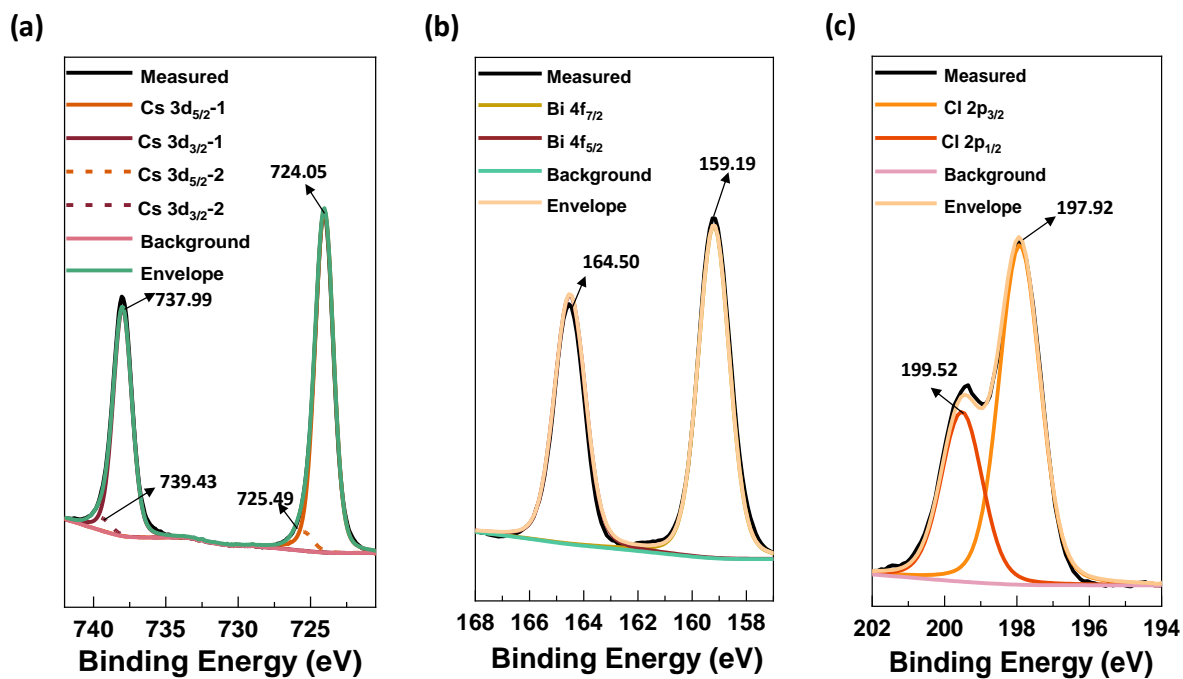 (a)
Measured
Cs 3d5/2-1
Cs 3d3/2-1
Cs 3d5/2-2
Cs 3d3/2-2
Background
Envelope
724.05
737.99
739.43
725.49
740 735 730 725
Binding Energy (eV)
(b)
Measured
Bi 4f7/2
Bi 4f5/2
Background
Envelope
159.19
164.50
168 166 164 162 160 158
Binding Energy (eV)
(c)
Measured
Cl 2p3/2
Cl 2p1/2
Background
Envelope
197.92
199.52
202 200 198 196 194
Binding Energy (eV)